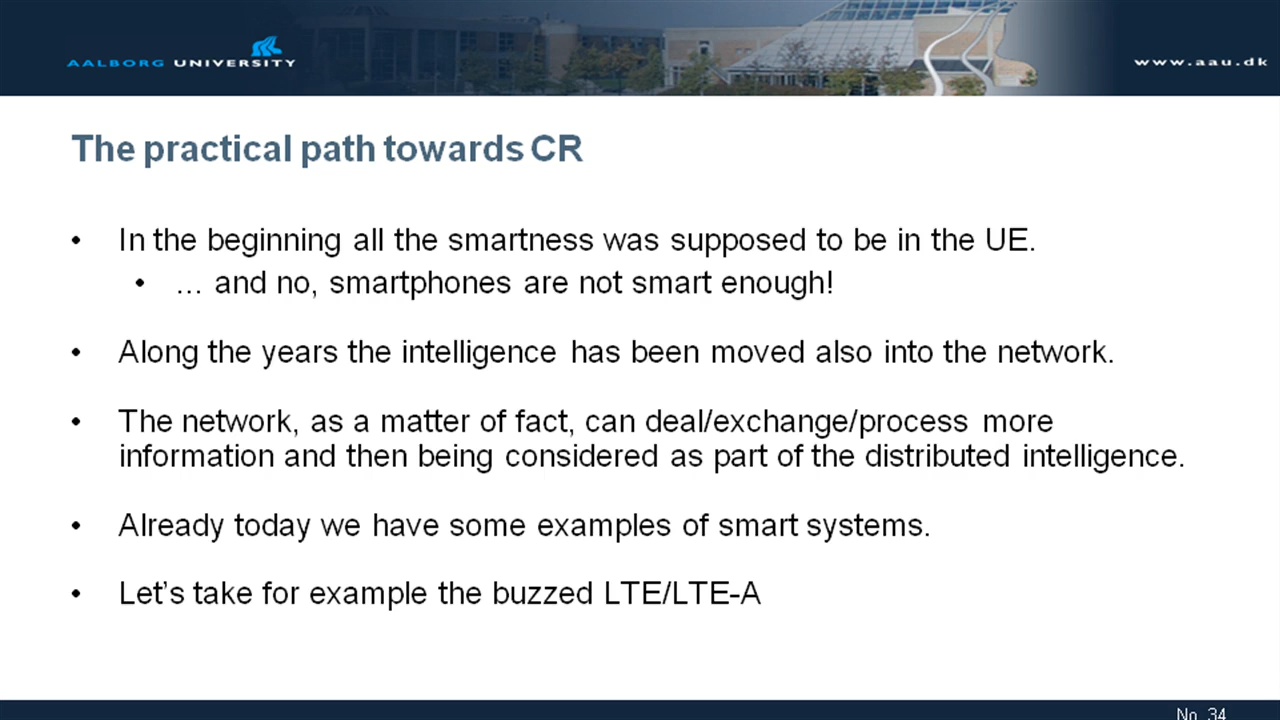 AALBORG UNIVERSITY
www.aau.dk
The practical path towards CR
• In the beginning all the smartness was supposed to be in the UE.
• ... and no, smartphones are not smart enough!
• Along the years the intelligence has been moved also into the network.
• The network, as a matter of fact, can deal/exchange/process more
information and then being considered as part of the distributed intelligence.
• Already today we have some examples of smart systems.
• Let's take for example the buzzed LTE/LTE-A
No. 34